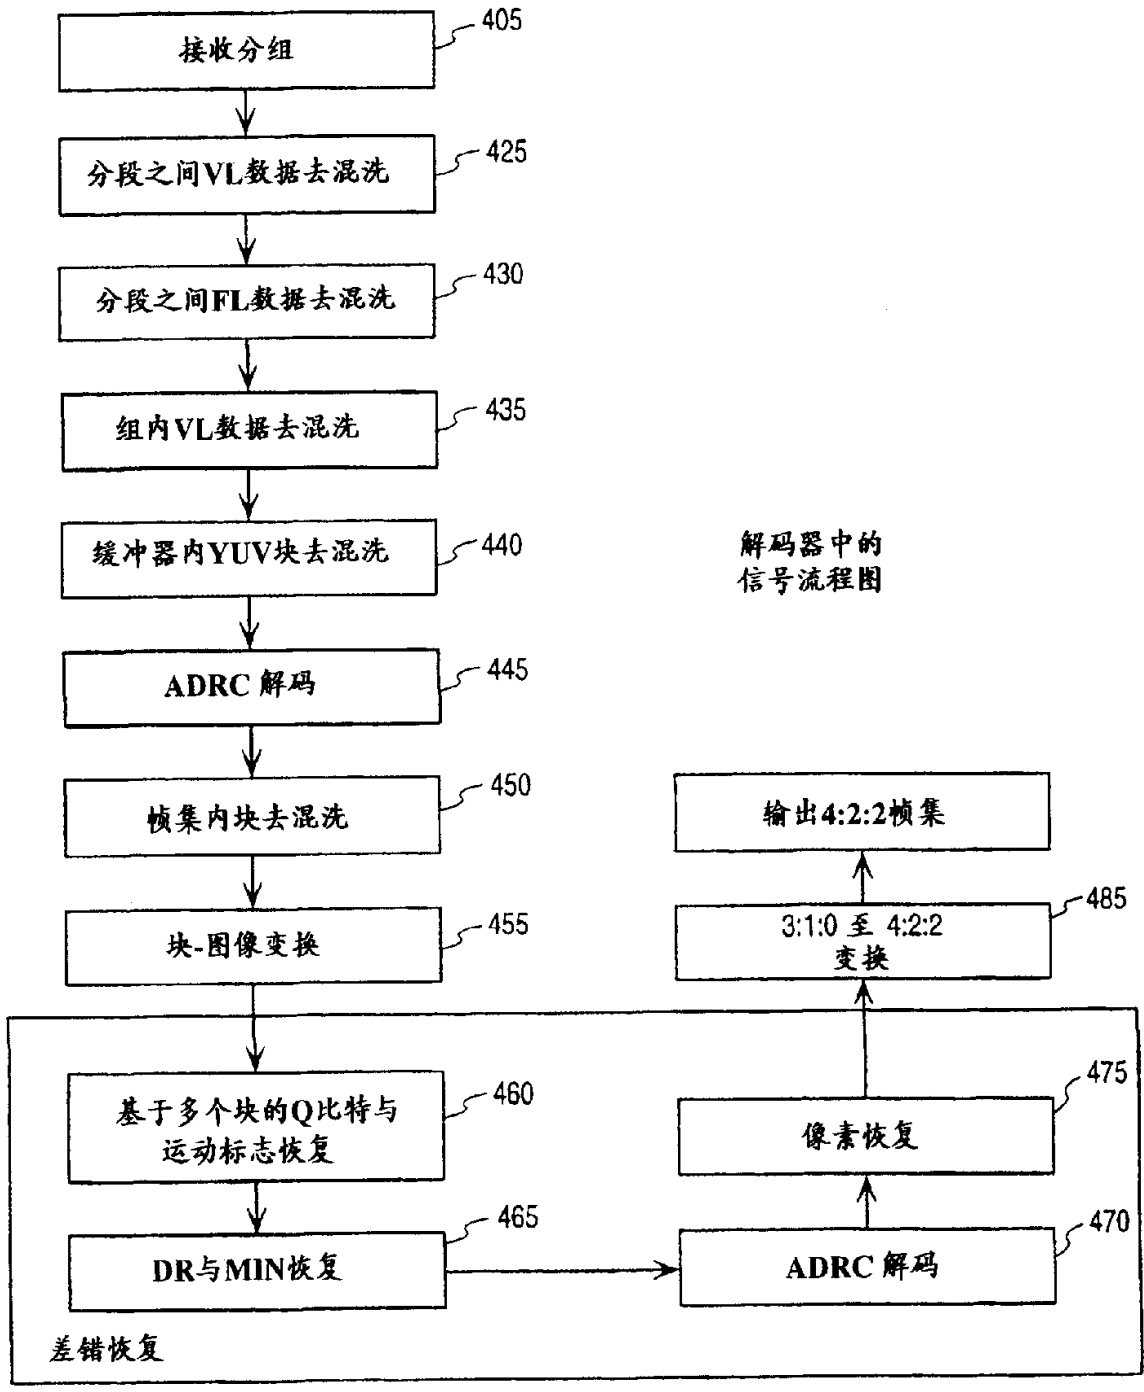 接收分组
405
分段之间VL数据去混洗
425
分段之间FL数据去混洗
430
组内VL数据去混洗
435
缓冲器内YUV块去混洗
440
解码器中的
信号流程图
ADRC 解码
445
帧集内块去混洗
450
块-图像变换
455
基于多个块的Q比特与
运动标志恢复
460
DR与MIN恢复
465
ADRC 解码
470
像素恢复
475
3:1:0 至 4:2:2
变换
485
输出4:2:2帧集
差错恢复